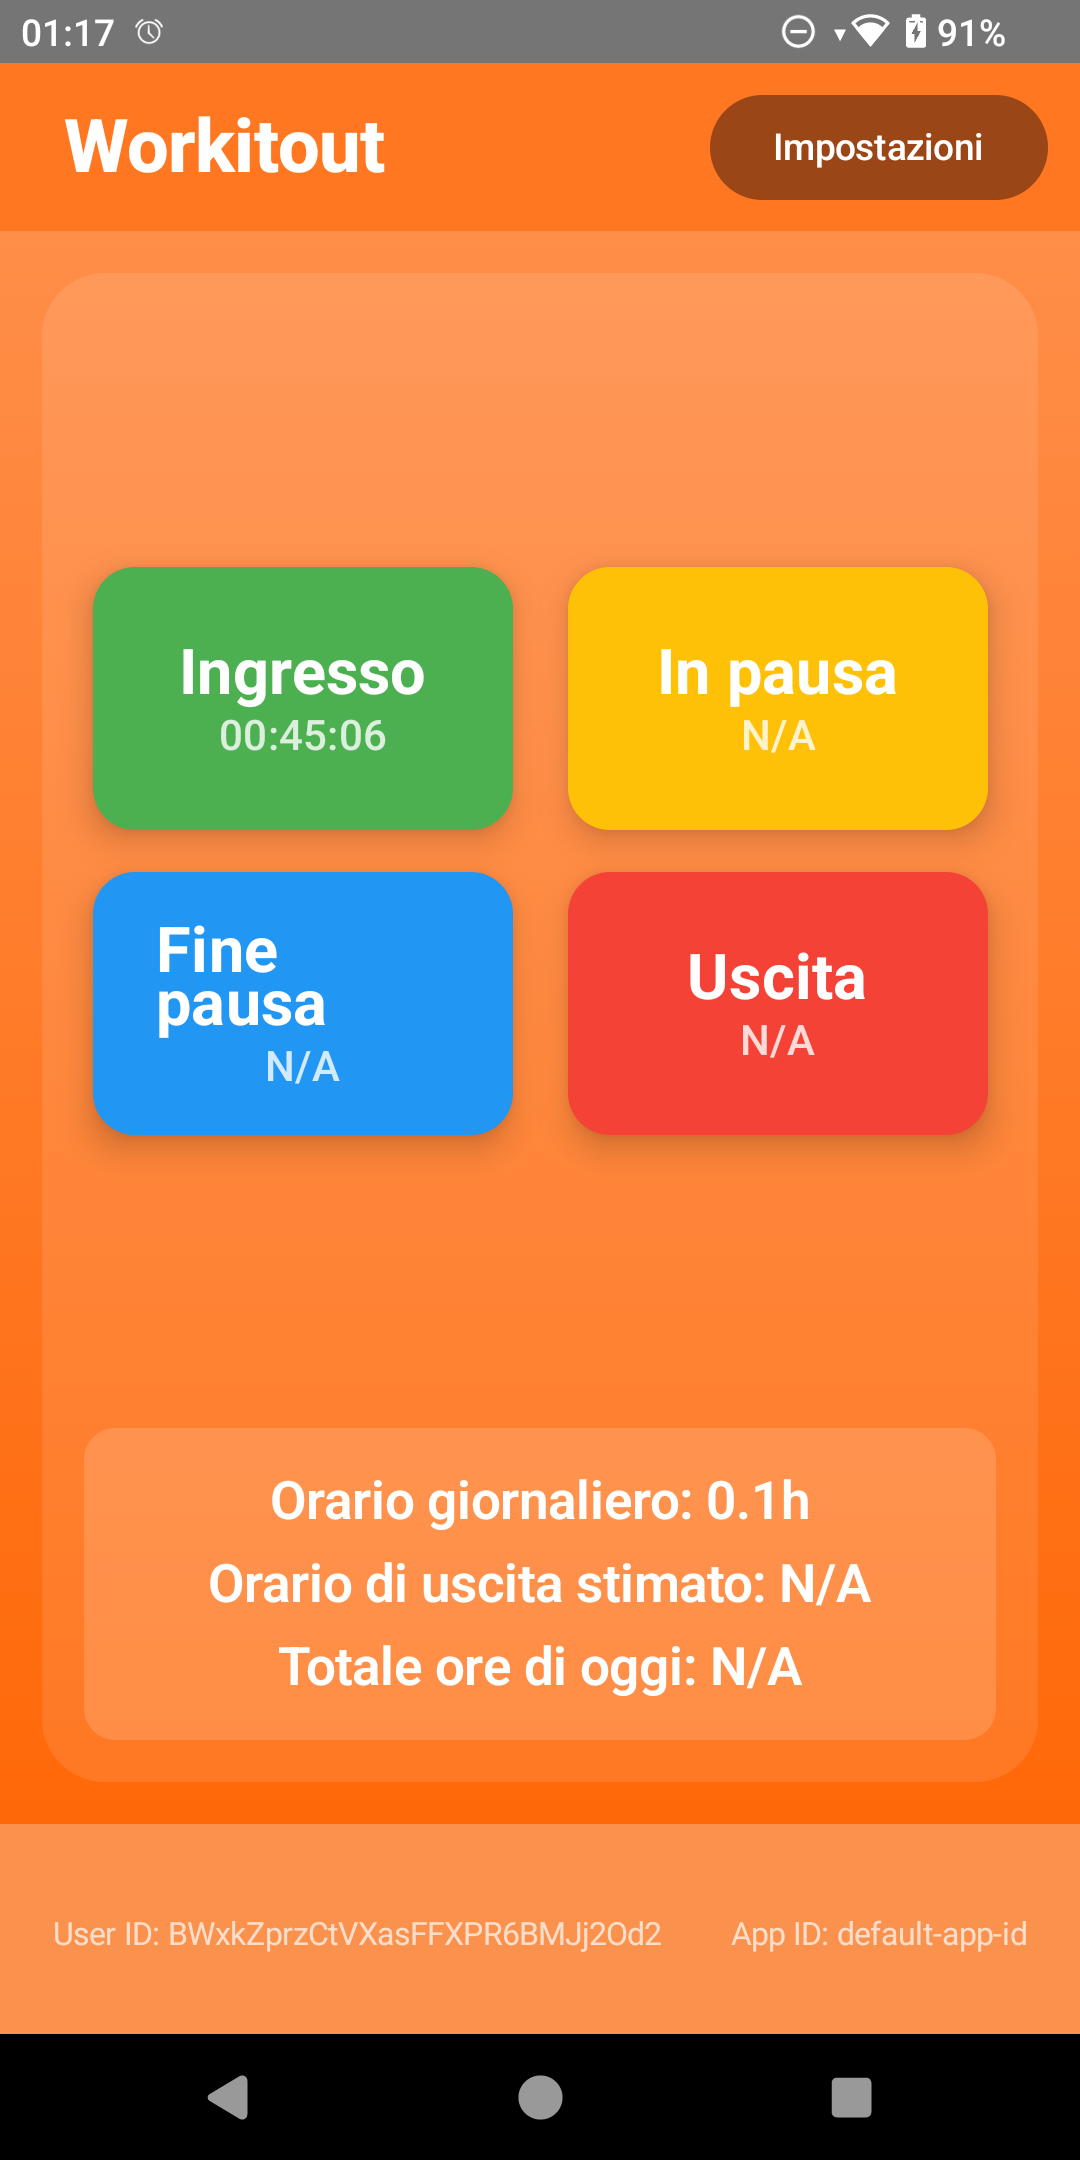 01:17 91%
Workitout
Impostazioni
Ingresso
00:45:06
In pausa
N/A
Fine
pausa
N/A
Uscita
N/A
Orario giornaliero: 0.1h
Orario di uscita stimato: N/A
Totale ore di oggi: N/A
User ID: BWxkZprzCtVXasFFXPR6BMJj2Od2
App ID: default-app-id